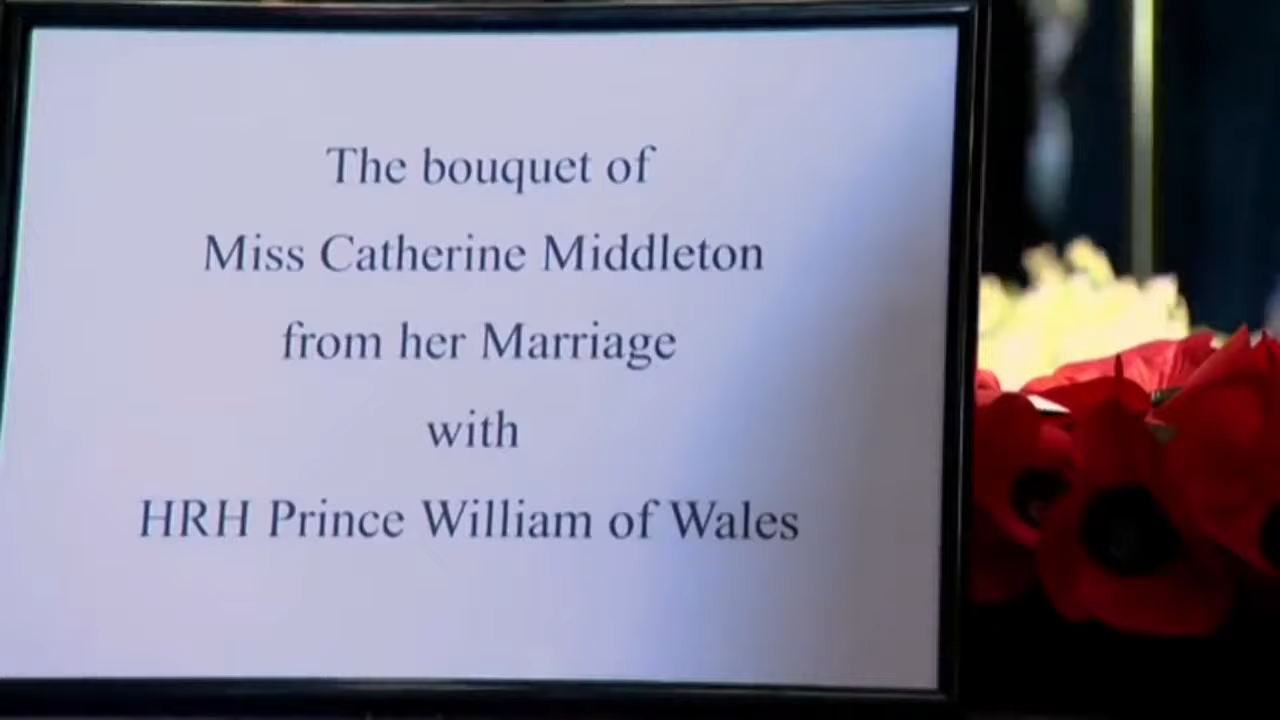 The bouquet of
Miss Catherine Middleton
from her Marriage
with
HRH Prince William of Wales